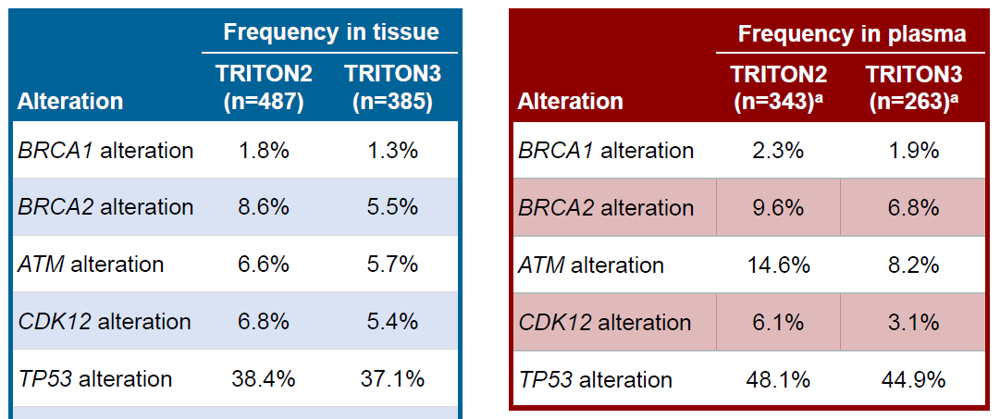 Frequency in tissue
TRITON2 TRITON3
Alteration (n=487) (n=385)
BRCA1 alteration 1.8% 1.3%
BRCA2 alteration 8.6% 5.5%
ATM alteration 6.6% 5.7%
CDK12 alteration 6.8% 5.4%
TP53 alteration 38.4% 37.1%
Frequency in plasma
TRITON2 TRITON3
Alteration (n=343)ᵃ (n=263)ᵃ
BRCA1 alteration 2.3% 1.9%
BRCA2 alteration 9.6% 6.8%
ATM alteration 14.6% 8.2%
CDK12 alteration 6.1% 3.1%
TP53 alteration 48.1% 44.9%